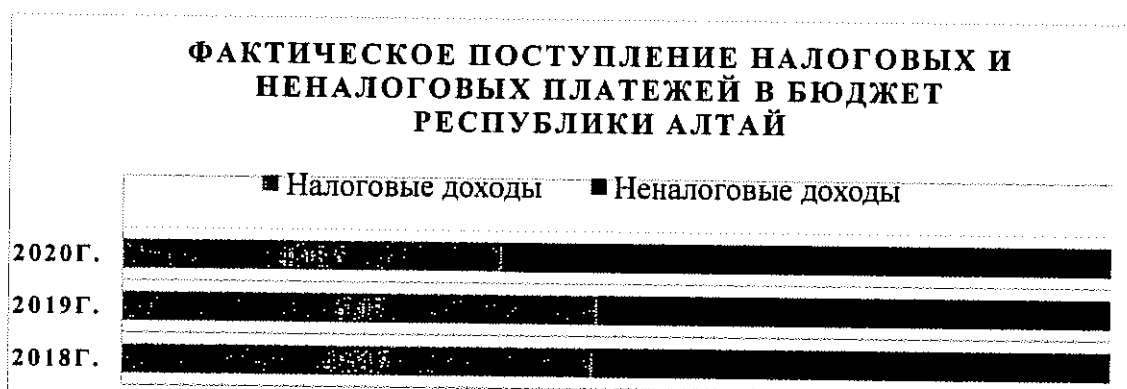 ФАКТИЧЕСКОЕ ПОСТУПЛЕНИЕ НАЛОГОВЫХ И
НЕНАЛОГОВЫХ ПЛАТЕЖЕЙ В БЮДЖЕТ
РЕСПУБЛИКИ АЛТАЙ
Налоговые доходы Неналоговые доходы
2020Г.
2019Г.
2018Г.